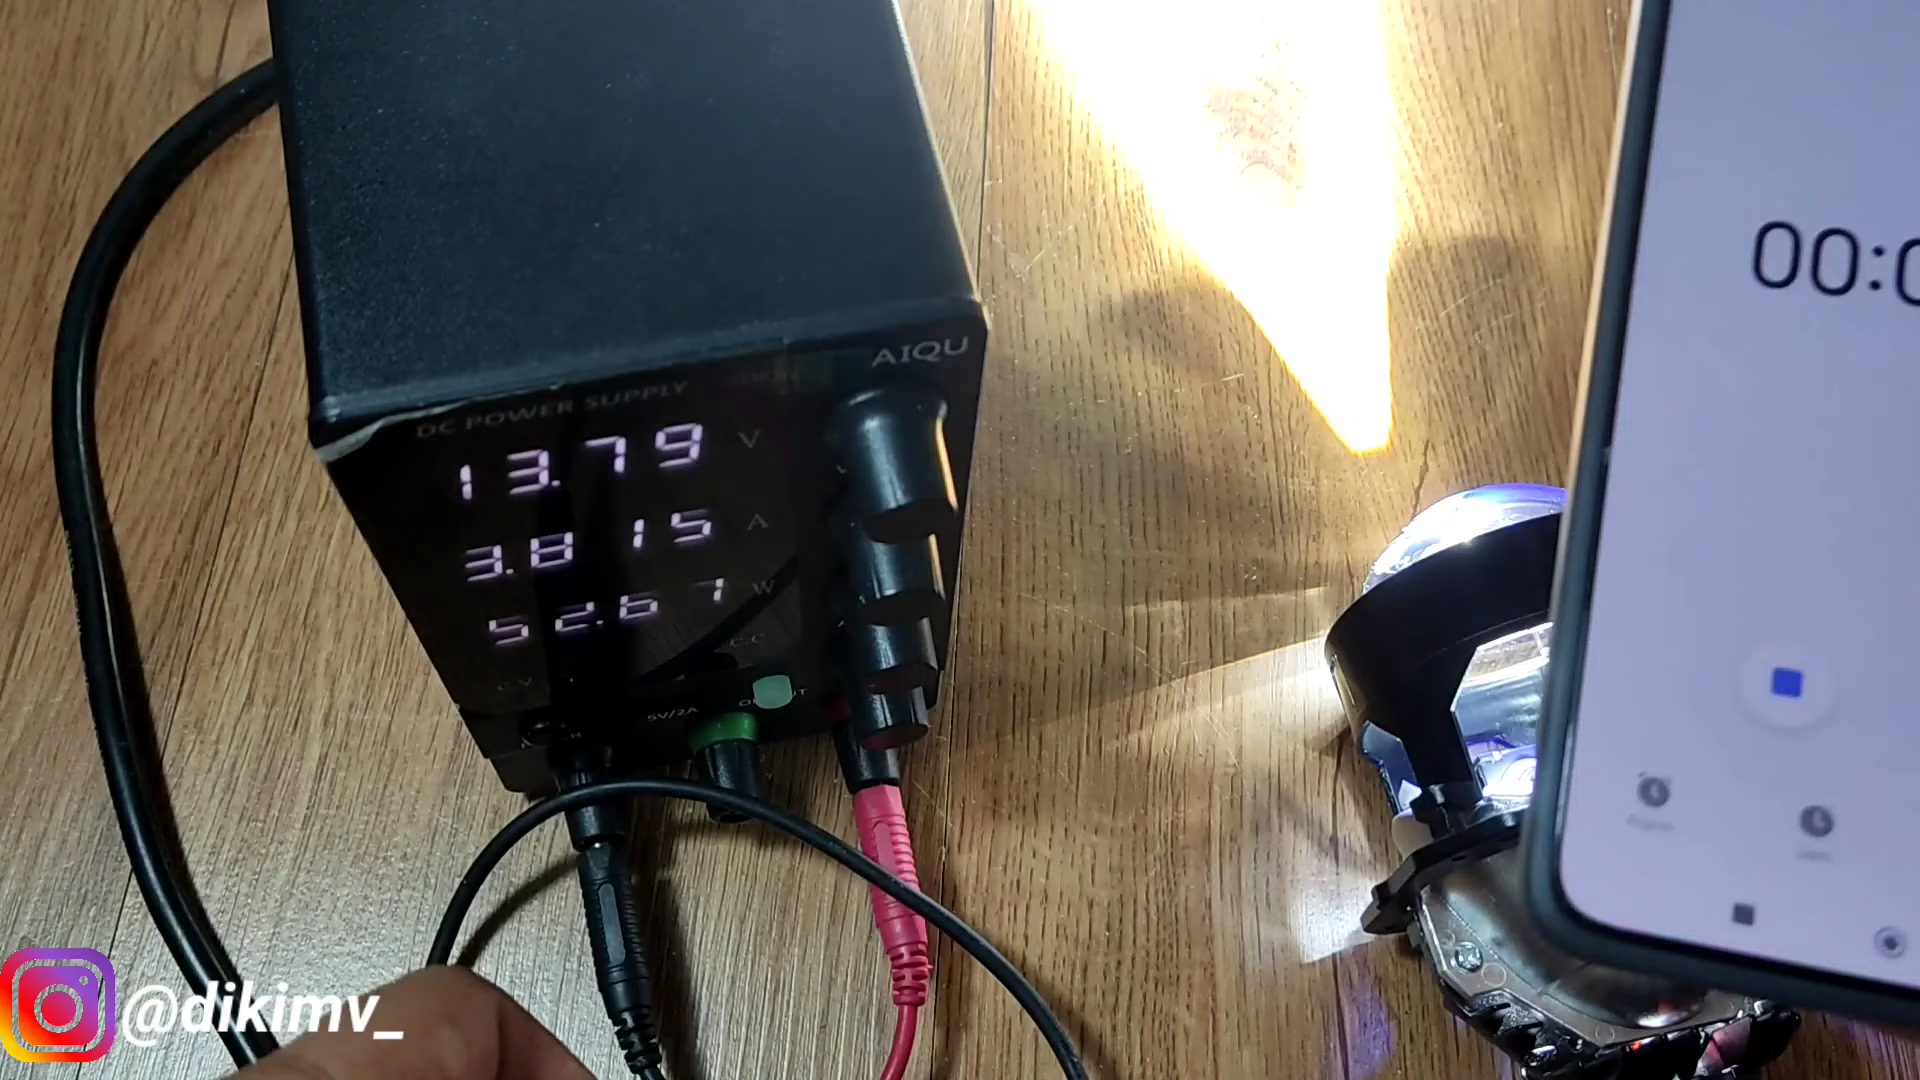 AIQU
DC POWER SUPPLY
13.79 V
3.815 A
52.67 W
C.C
C.V
5V/2A
00:0
@dikimv_